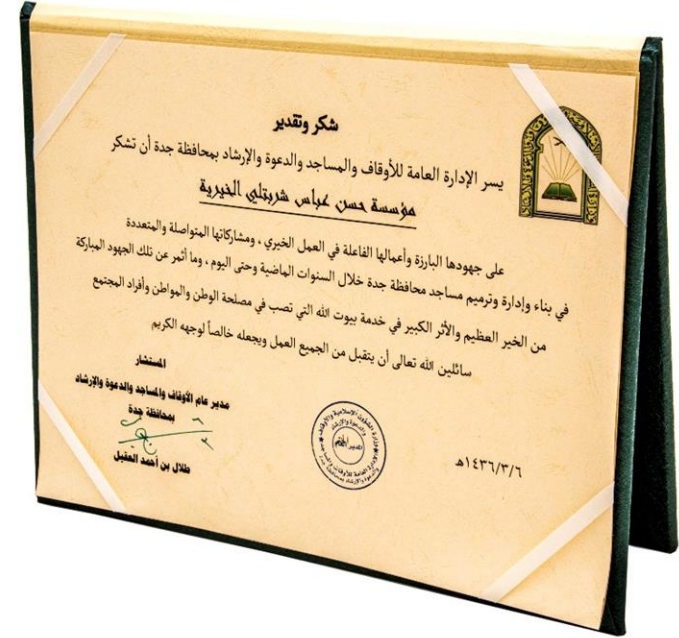 شكر وتقدير
يسر الإدارة العامة للأوقاف والمساجد والدعوة والإرشاد بمحافظة جدة أن تشكر
مؤسسة حسن عباس شربتلي الخيرية
على جهودها البارزة وأعمالها الفاعلة في العمل الخيري ، ومشاركاتها المتواصلة والمتعددة
في بناء وإدارة وترميم مساجد محافظة جدة خلال السنوات الماضية وحتى اليوم ، وما أثمر عن تلك الجهود المباركة
من الخير العظيم والأثر الكبير في خدمة بيوت الله التي تصب في مصلحة الوطن والمواطن وأفراد المجتمع
سائلين الله تعالى أن يتقبل من الجميع العمل ويجعله خالصاً لوجهه الكريم
المستشار
مدير عام الأوقاف والمساجد والدعوة والإرشاد
بمحافظة جدة
طلال بن أحمد العقيل
١٤٣٦/٣/٦هـ